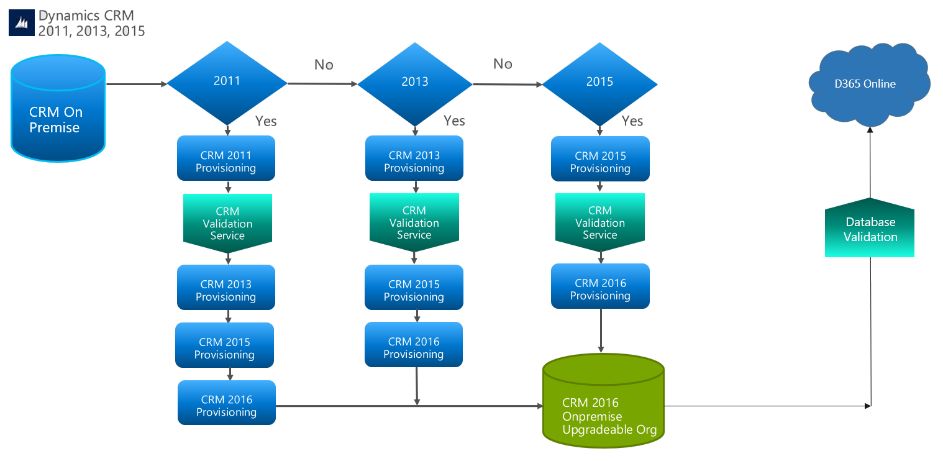 Dynamics CRM
2011, 2013, 2015
CRM On
Premise
2011
No
2013
No
2015
D365 Online
Yes
Yes
Yes
CRM 2011
Provisioning
CRM 2013
Provisioning
CRM 2015
Provisioning
CRM
Validation
Service
CRM
Validation
Service
CRM
Validation
Service
Database
Validation
CRM 2013
Provisioning
CRM 2015
Provisioning
CRM 2016
Provisioning
CRM 2015
Provisioning
CRM 2016
Provisioning
CRM 2016
Provisioning
CRM 2016
Onpremise
Upgradeable Org